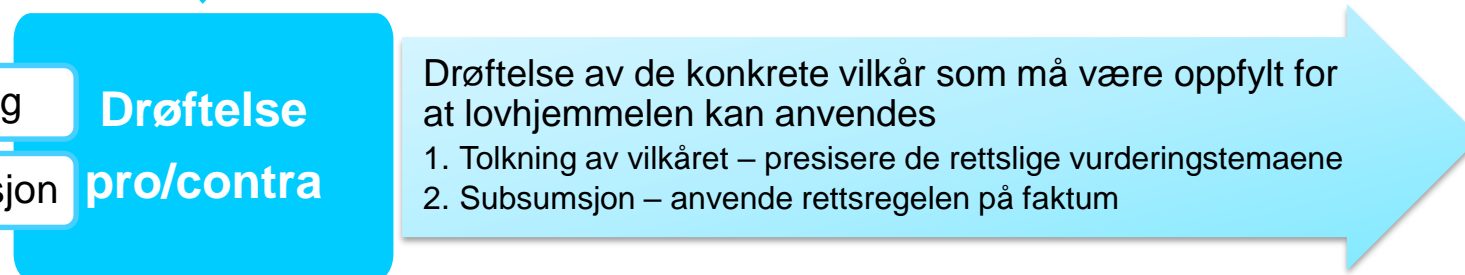 g
sjon
Drøftelse
pro/contra
Drøftelse av de konkrete vilkår som må være oppfylt for
at lovhjemmelen kan anvendes
1. Tolkning av vilkåret – presisere de rettslige vurderingstemaene
2. Subsumsjon – anvende rettsregelen på faktum